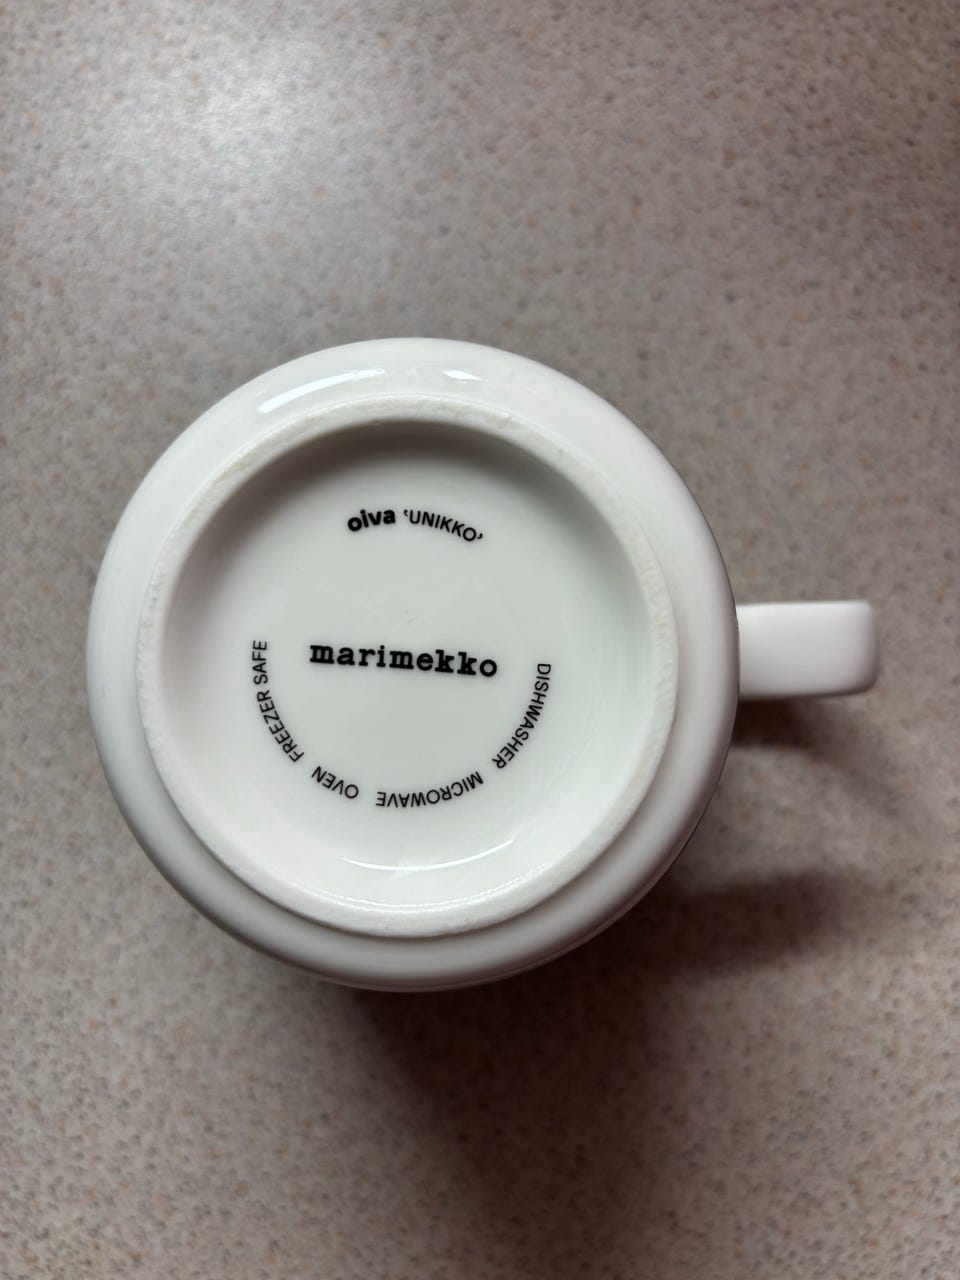 oiva ‘UNIKKO’
marimekko
DISHWASHER MICROWAVE OVEN FREEZER SAFE